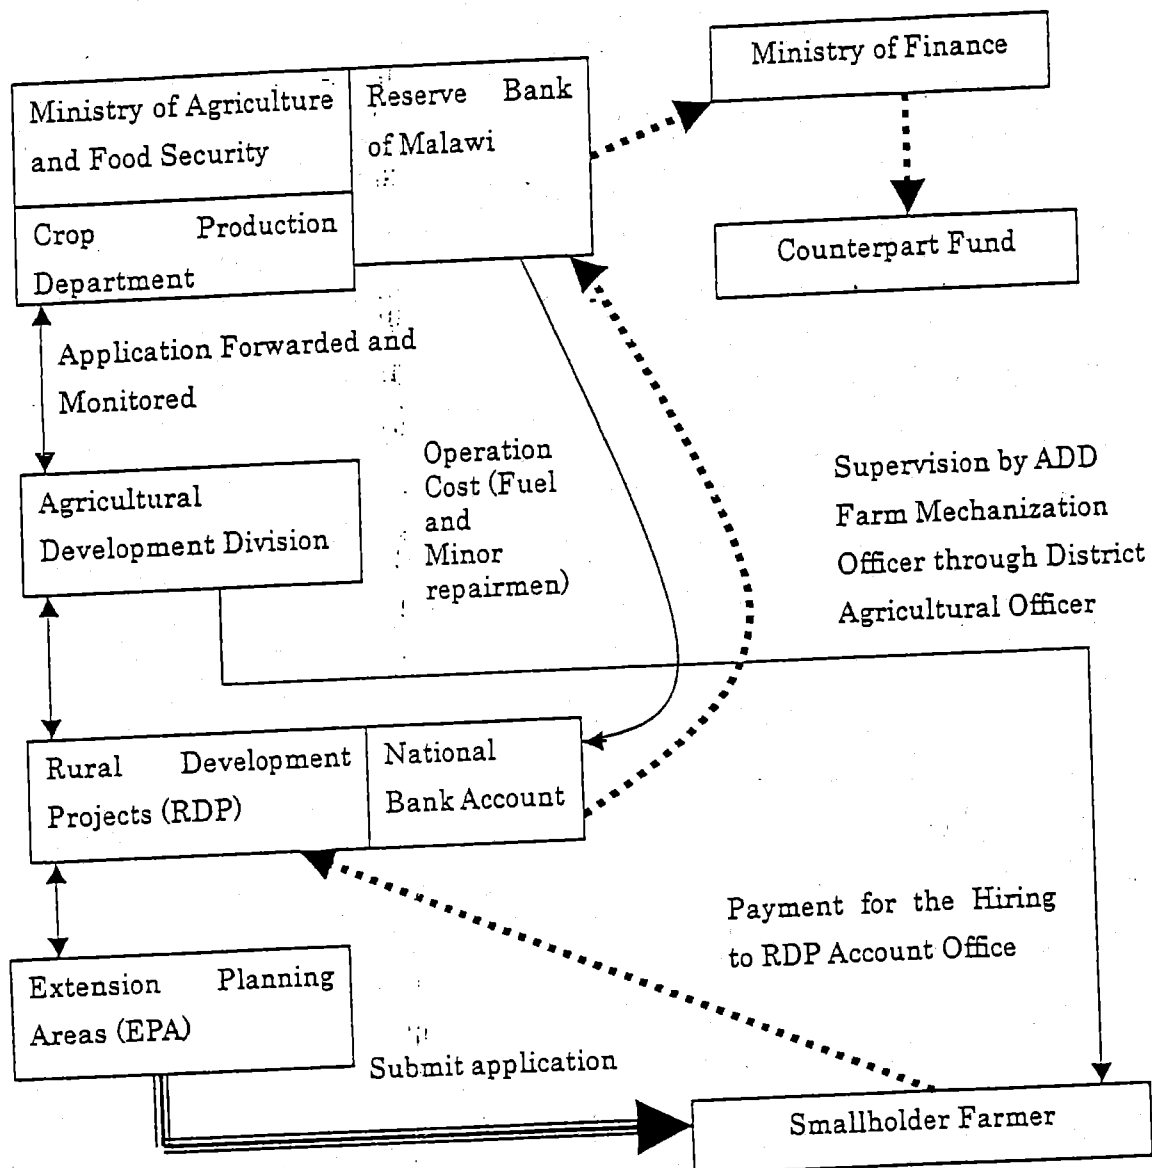 Ministry of Finance
Ministry of Agriculture
and Food Security
Reserve Bank
of Malawi
Crop Production
Department
Counterpart Fund
Application Forwarded and
Monitored
Operation
Cost (Fuel
and
Minor
repairmen)
Supervision by ADD
Farm Mechanization
Officer through District
Agricultural Officer
Agricultural
Development Division
Rural Development
Projects (RDP)
National
Bank Account
Payment for the Hiring
to RDP Account Office
Extension Planning
Areas (EPA)
Submit application
Smallholder Farmer